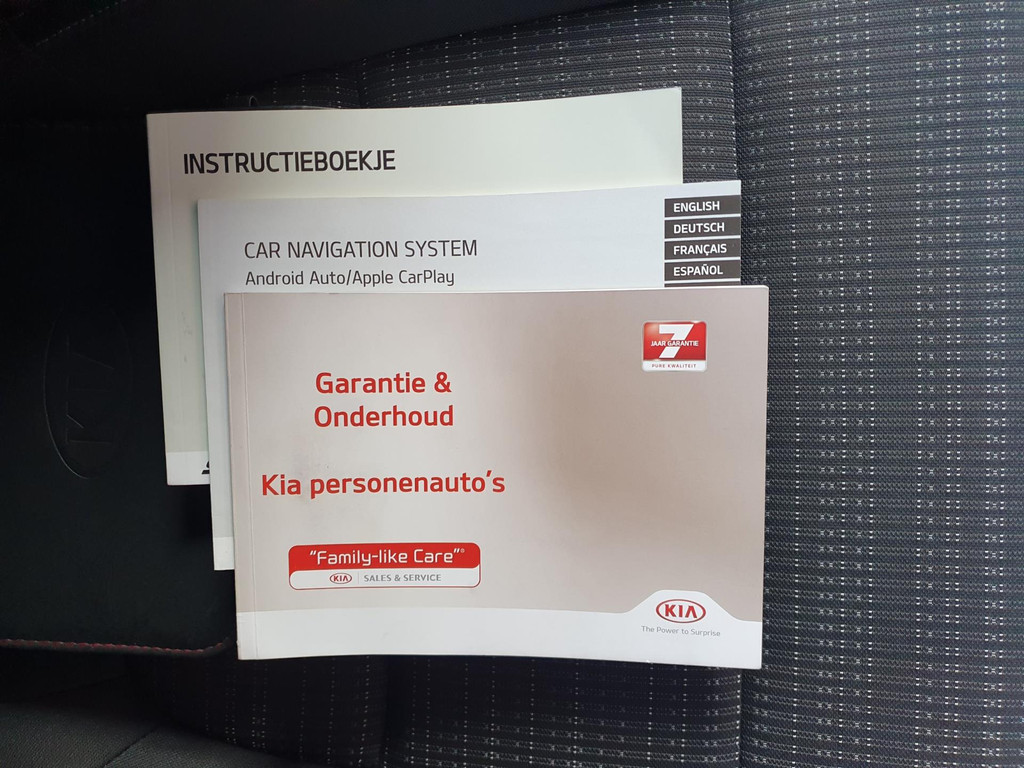 INSTRUCTIEBOEKJE
CAR NAVIGATION SYSTEM
Android Auto/Apple CarPlay
ENGLISH
DEUTSCH
FRANÇAIS
ESPAÑOL
7
JAAR GARANTIE
PURE KWALITEIT
Garantie &
Onderhoud
Kia personenauto's
"Family-like Care"®
KIA SALES & SERVICE
KIA
The Power to Surprise
KIA